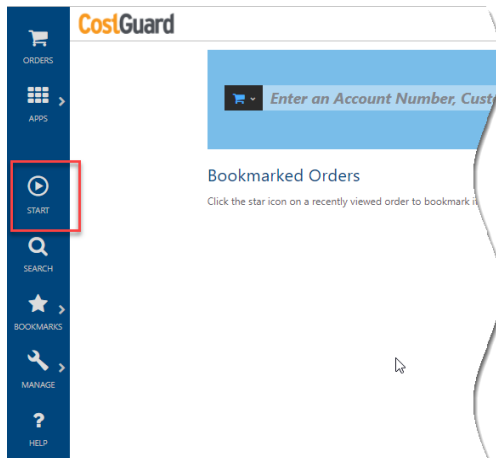 CostGuard
ORDERS
APPS
START
SEARCH
BOOKMARKS
MANAGE
?
HELP
Enter an Account Number,
Bookmarked Orders
Click the star icon on a recently viewed order to bookmark